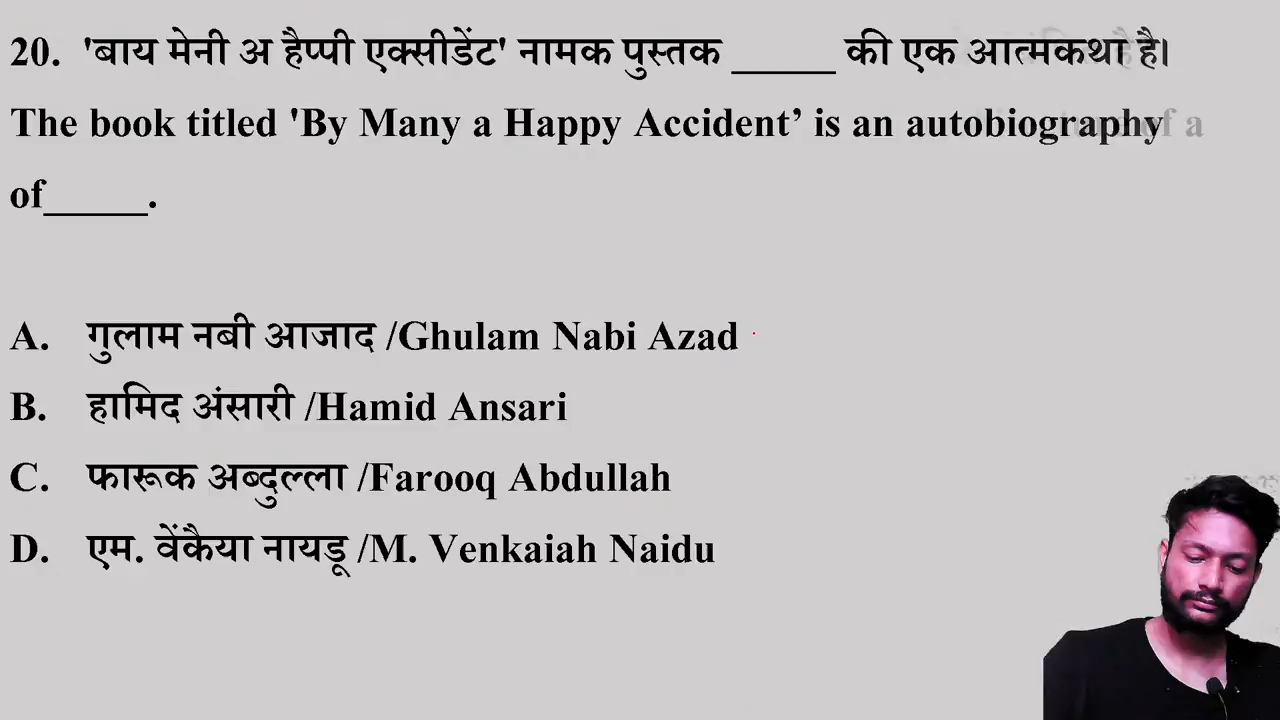 20. 'बाय मेनी अ हैप्पी एक्सीडेंट' नामक पुस्तक _____ की एक आत्मकथा है।
The book titled 'By Many a Happy Accident’ is an autobiography
of_____.
A. गुलाम नबी आजाद /Ghulam Nabi Azad
B. हामिद अंसारी /Hamid Ansari
C. फारूक अब्दुल्ला /Farooq Abdullah
D. एम. वेंकैया नायडू /M. Venkaiah Naidu